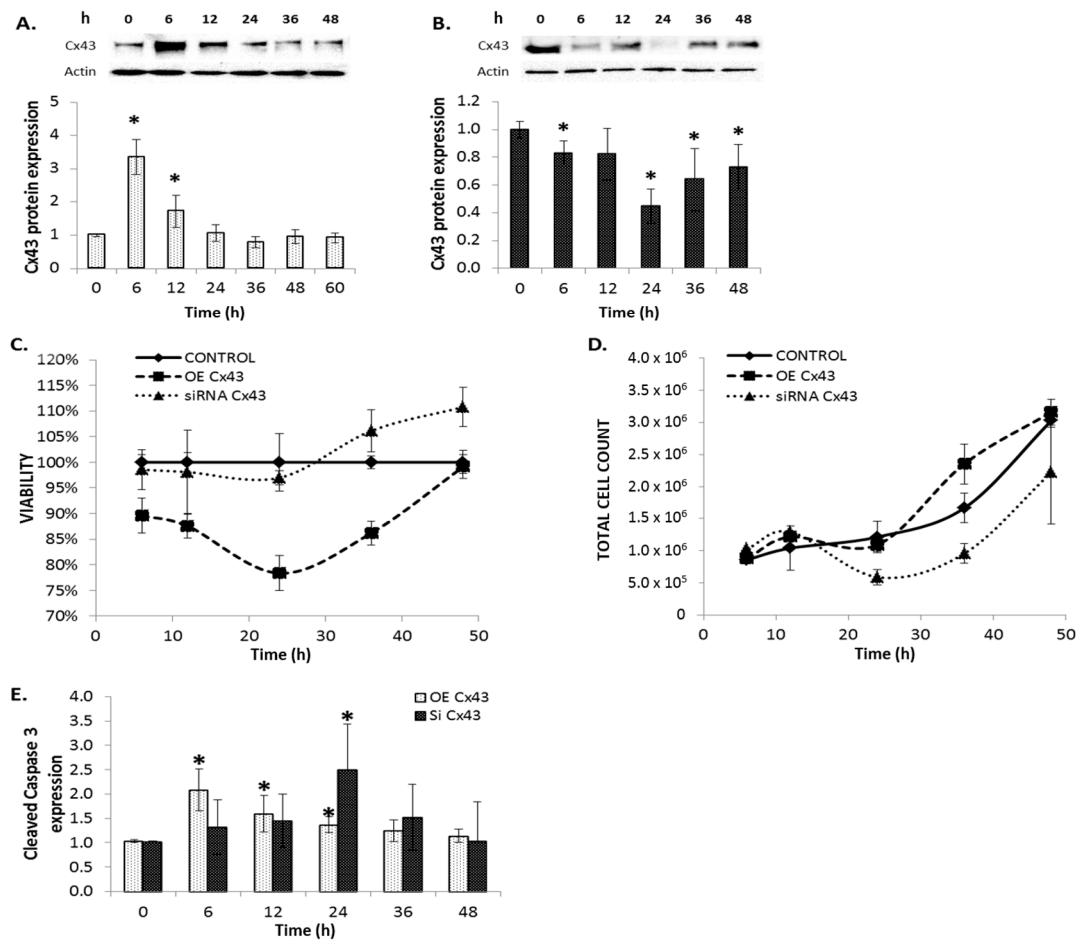 A.
h 0 6 12 24 36 48
Cx43
Actin
Cx43 protein expression
5
4
3
2
1
0
* *
0 6 12 24 36 48 60
Time (h)
B.
h 0 6 12 24 36 48
Cx43
Actin
Cx43 protein expression
1.2
1.0
0.8
0.6
0.4
0.2
0.0
* * * *
0 6 12 24 36 48
Time (h)
C.
CONTROL
OE Cx43
siRNA Cx43
VIABILITY
120%
115%
110%
105%
100%
95%
90%
85%
80%
75%
70%
0 10 20 30 40 50
Time (h)
D.
CONTROL
OE Cx43
siRNA Cx43
TOTAL CELL COUNT
4.0 x 10⁶
3.5 x 10⁶
3.0 x 10⁶
2.5 x 10⁶
2.0 x 10⁶
1.5 x 10⁶
1.0 x 10⁶
5.0 x 10⁵
0
0 10 20 30 40 50
Time (h)
E.
OE Cx43
Si Cx43
Cleaved Caspase 3
expression
4.0
3.5
3.0
2.5
2.0
1.5
1.0
0.5
0.0
* * * *
0 6 12 24 36 48
Time (h)